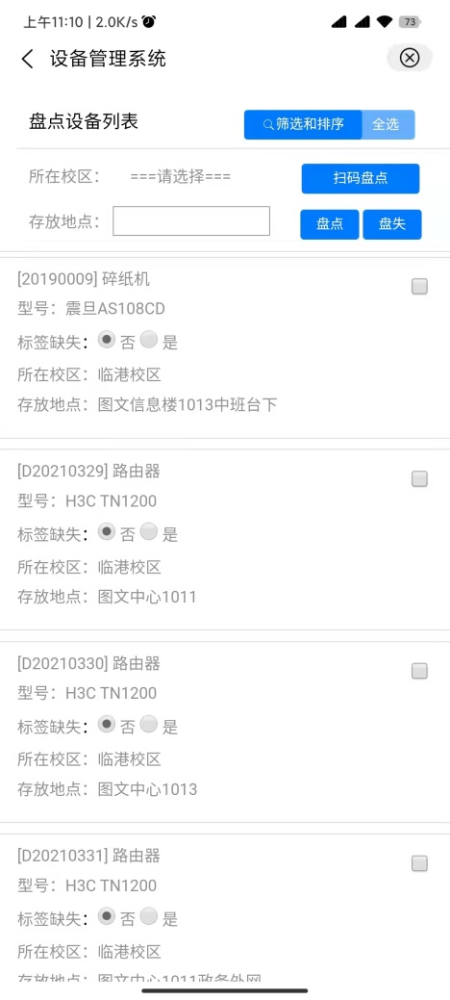 上午11:10 | 2.0K/s
73
设备管理系统
盘点设备列表
筛选和排序 全选
所在校区： ===请选择=== 扫码盘点
存放地点： 盘点 盘失
[20190009] 碎纸机
型号：震旦AS108CD
标签缺失：否 是
所在校区：临港校区
存放地点：图文信息楼1013中班台下
[D20210329] 路由器
型号：H3C TN1200
标签缺失：否 是
所在校区：临港校区
存放地点：图文中心1011
[D20210330] 路由器
型号：H3C TN1200
标签缺失：否 是
所在校区：临港校区
存放地点：图文中心1013
[D20210331] 路由器
型号：H3C TN1200
标签缺失：否 是
所在校区：临港校区
存放地点：图文中心1011政务外网